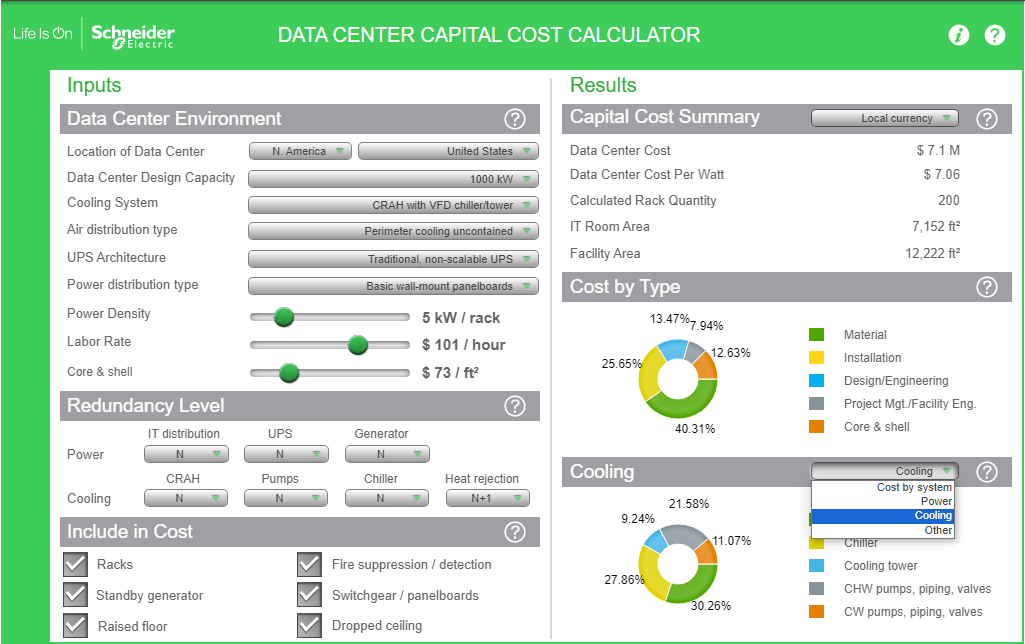 Life Is On
Schneider
Electric
DATA CENTER CAPITAL COST CALCULATOR
i
?
Inputs
Data Center Environment ?
Location of Data Center N. America United States
Data Center Design Capacity 1000 kW
Cooling System CRAH with VFD chiller/tower
Air distribution type Perimeter cooling uncontained
UPS Architecture Traditional, non-scalable UPS
Power distribution type Basic wall-mount panelboards
Power Density 5 kW / rack
Labor Rate $ 101 / hour
Core & shell $ 73 / ft²
Redundancy Level ?
IT distribution UPS Generator
Power N N N
CRAH Pumps Chiller Heat rejection
Cooling N N N N+1
Include in Cost ?
Racks Fire suppression / detection
Standby generator Switchgear / panelboards
Raised floor Dropped ceiling
Results
Capital Cost Summary Local currency ?
Data Center Cost $ 7.1 M
Data Center Cost Per Watt $ 7.06
Calculated Rack Quantity 200
IT Room Area 7,152 ft²
Facility Area 12,222 ft²
Cost by Type ?
13.47%
7.94%
12.63%
25.65%
40.31%
Material
Installation
Design/Engineering
Project Mgt./Facility Eng.
Core & shell
Cooling Cooling ?
Cost by system
Power
Cooling
Other
21.58%
9.24%
11.07%
27.86%
30.26%
Chiller
Cooling tower
CHW pumps, piping, valves
CW pumps, piping, valves